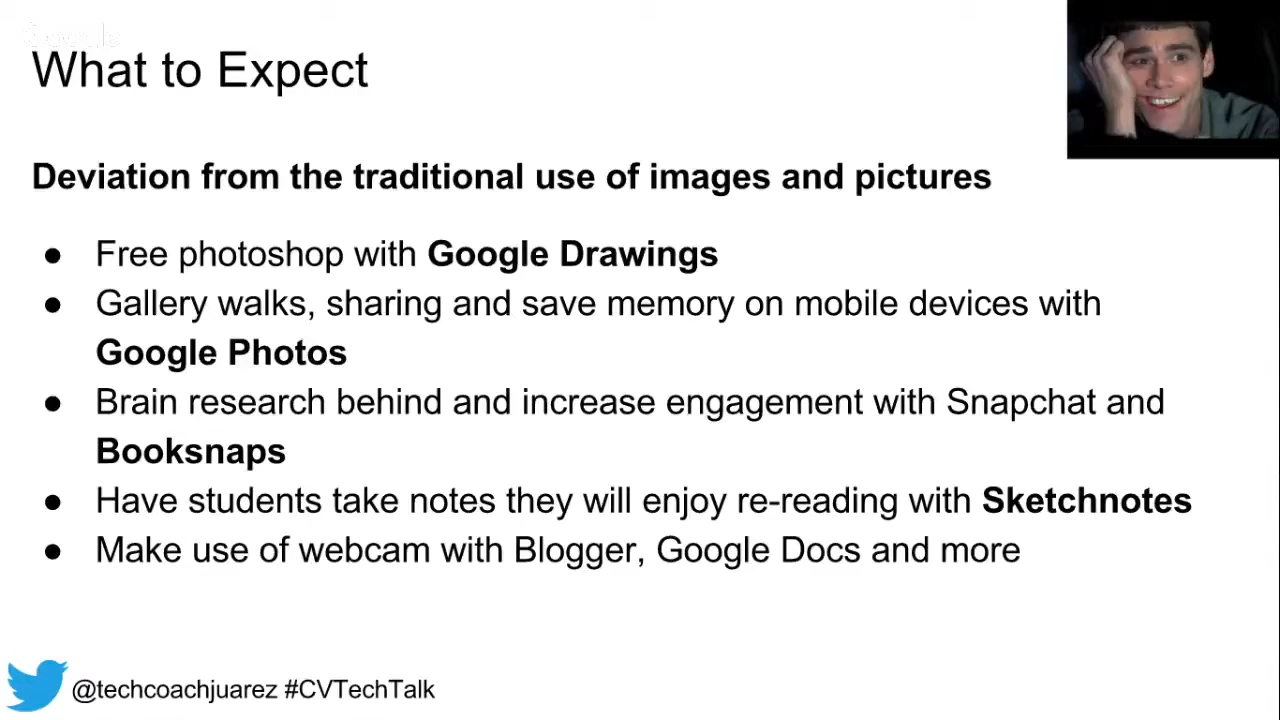 What to Expect
Deviation from the traditional use of images and pictures
● Free photoshop with Google Drawings
● Gallery walks, sharing and save memory on mobile devices with
Google Photos
● Brain research behind and increase engagement with Snapchat and
Booksnaps
● Have students take notes they will enjoy re-reading with Sketchnotes
● Make use of webcam with Blogger, Google Docs and more
@techcoachjuarez #CVTechTalk